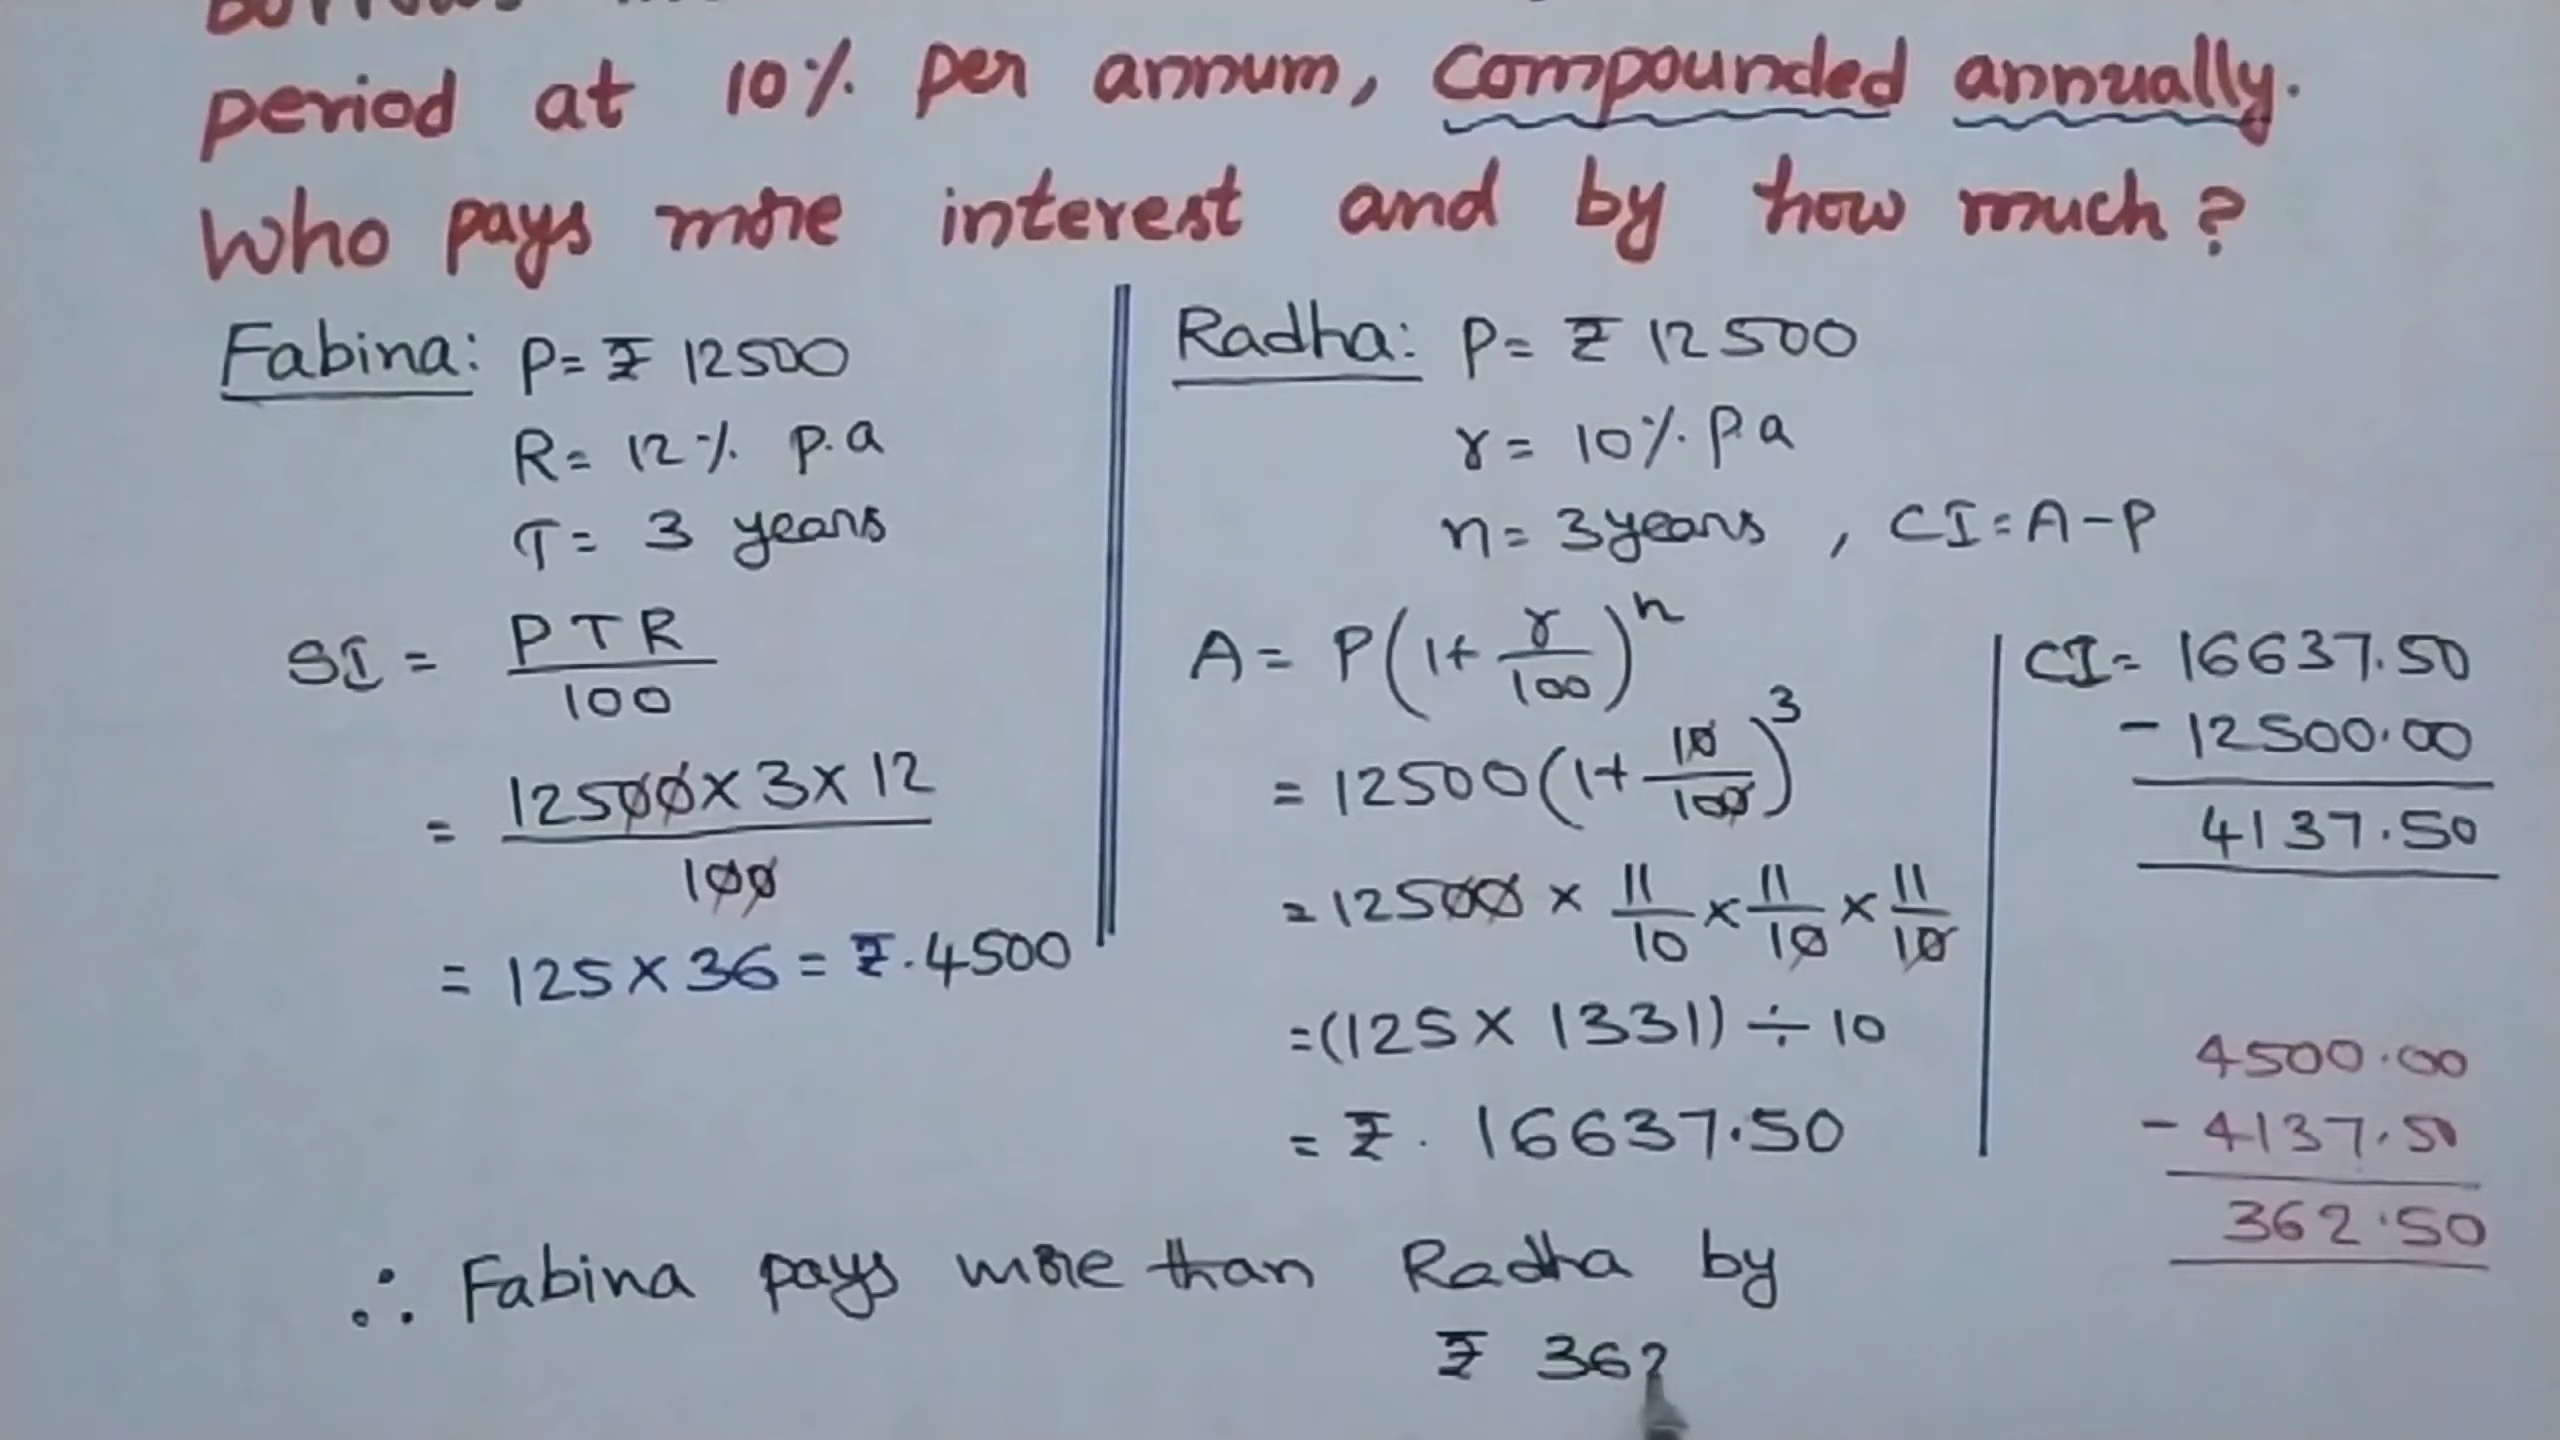 period at 10% per annum, compounded annually.
Who pays more interest and by how much?
Fabina: P= ₹ 12500
R= 12% p.a
T= 3 years
SI = PTR/100
= 12500 x 3 x 12/100
= 125 x 36 = ₹. 4500
Radha: P= ₹ 12500
r= 10% p a
n= 3 years , CI = A-P
A = P(1+ r/100)^n
= 12500(1+ 10/100)^3
= 12500 x 11/10 x 11/10 x 11/10
=(125 x 1331) ÷ 10
= ₹. 16637.50
CI= 16637.50
- 12500.00
4137.50
4500.00
- 4137.50
362.50
∴ Fabina pays more than Radha by
₹ 362